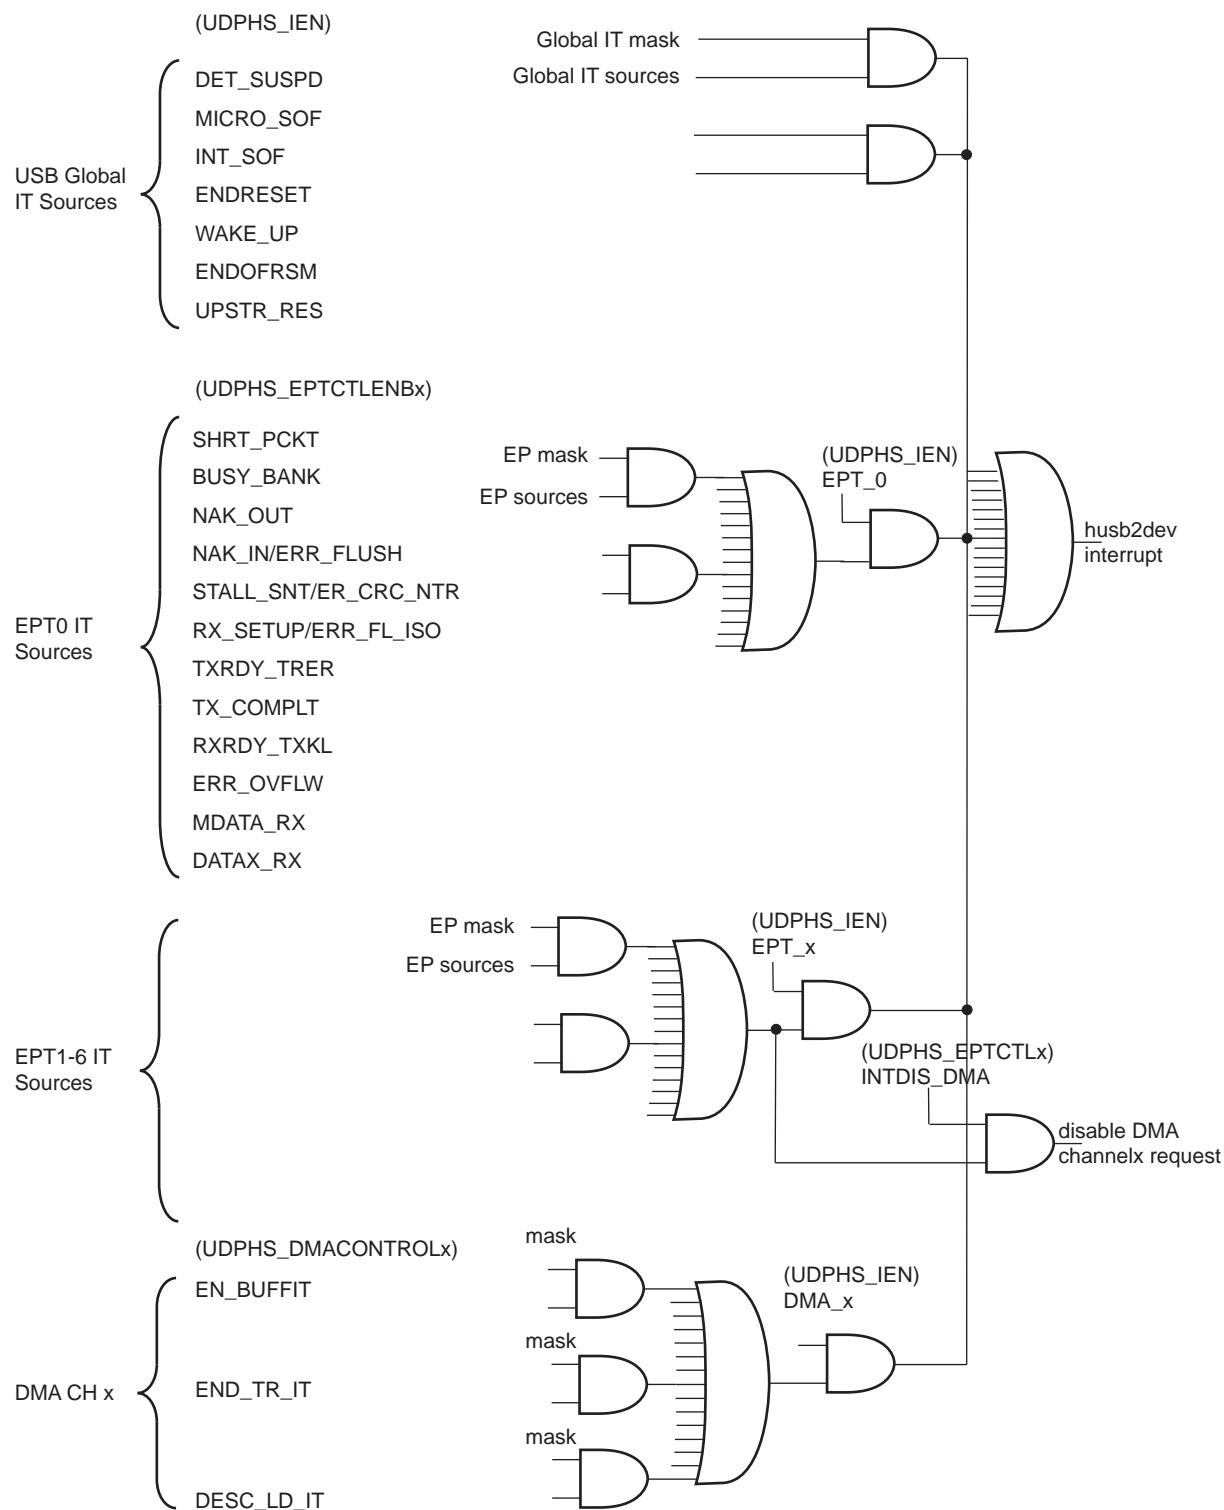 (UDPHS_IEN)
DET_SUSPD
MICRO_SOF
INT_SOF
ENDRESET
WAKE_UP
ENDOFRSM
UPSTR_RES
USB Global
IT Sources
Global IT mask
Global IT sources
(UDPHS_EPTCTLENBx)
SHRT_PCKT
BUSY_BANK
NAK_OUT
NAK_IN/ERR_FLUSH
STALL_SNT/ER_CRC_NTR
RX_SETUP/ERR_FL_ISO
TXRDY_TRER
TX_COMPLT
RXRDY_TXKL
ERR_OVFLW
MDATA_RX
DATAX_RX
EPT0 IT
Sources
EP mask
EP sources
(UDPHS_IEN)
EPT_0
husb2dev
interrupt
EPT1-6 IT
Sources
EP mask
EP sources
(UDPHS_IEN)
EPT_x
(UDPHS_EPTCTLx)
INTDIS_DMA
disable DMA
channelx request
(UDPHS_DMACONTROLx)
EN_BUFFIT
END_TR_IT
DESC_LD_IT
DMA CH x
mask
mask
mask
(UDPHS_IEN)
DMA_x